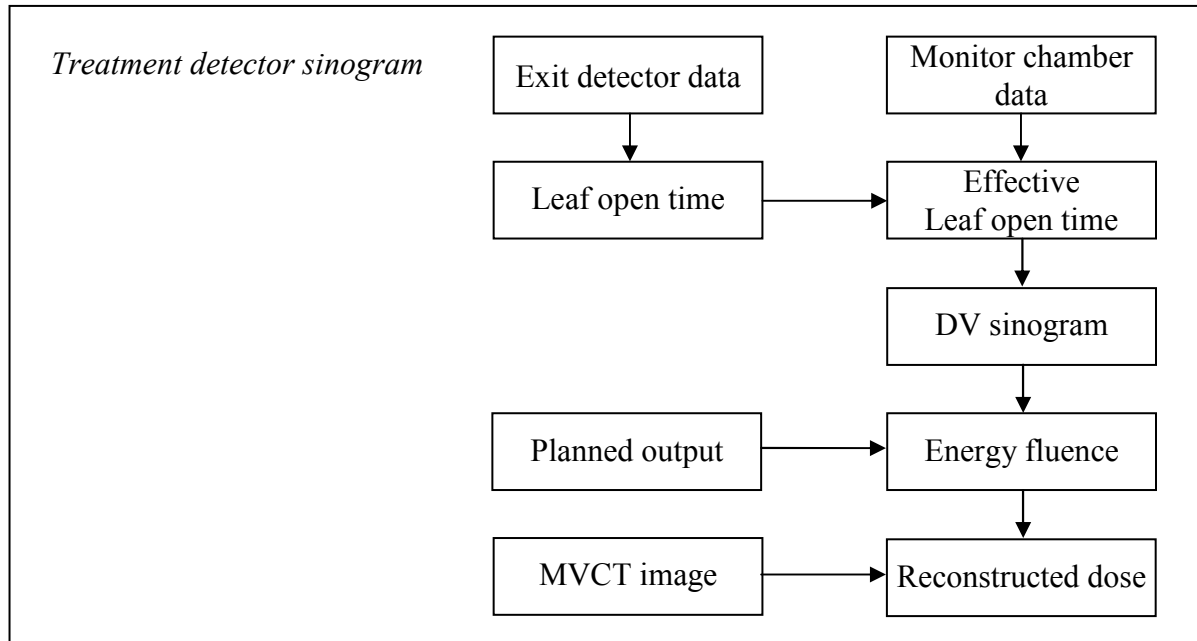 Treatment detector sinogram
Exit detector data
Monitor chamber
data
Leaf open time
Effective
Leaf open time
DV sinogram
Planned output
Energy fluence
MVCT image
Reconstructed dose